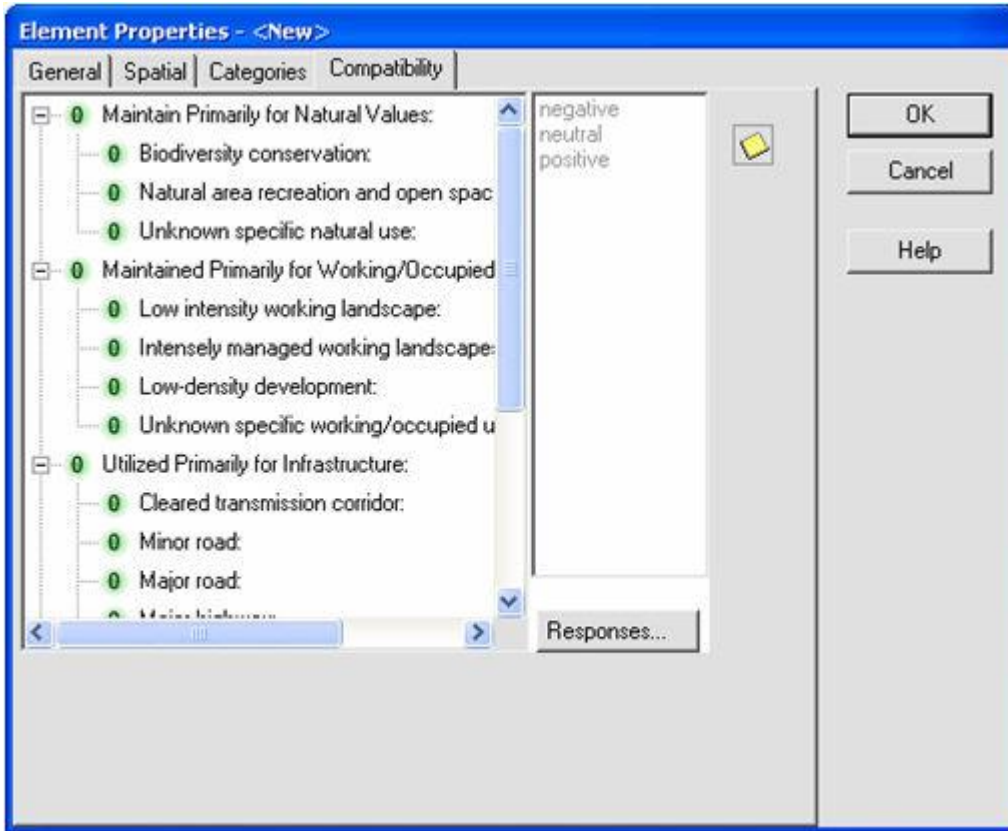 Element Properties - <New>
General Spatial Categories Compatibility
0 Maintain Primarily for Natural Values:
0 Biodiversity conservation:
0 Natural area recreation and open spac
0 Unknown specific natural use:
0 Maintained Primarily for Working/Occupied
0 Low intensity working landscape:
0 Intensely managed working landscape:
0 Low-density development:
0 Unknown specific working/occupied u
0 Utilized Primarily for Infrastructure:
0 Cleared transmission corridor:
0 Minor road:
0 Major road:
0 Major highway:
negative
neutral
positive
Responses...
OK
Cancel
Help